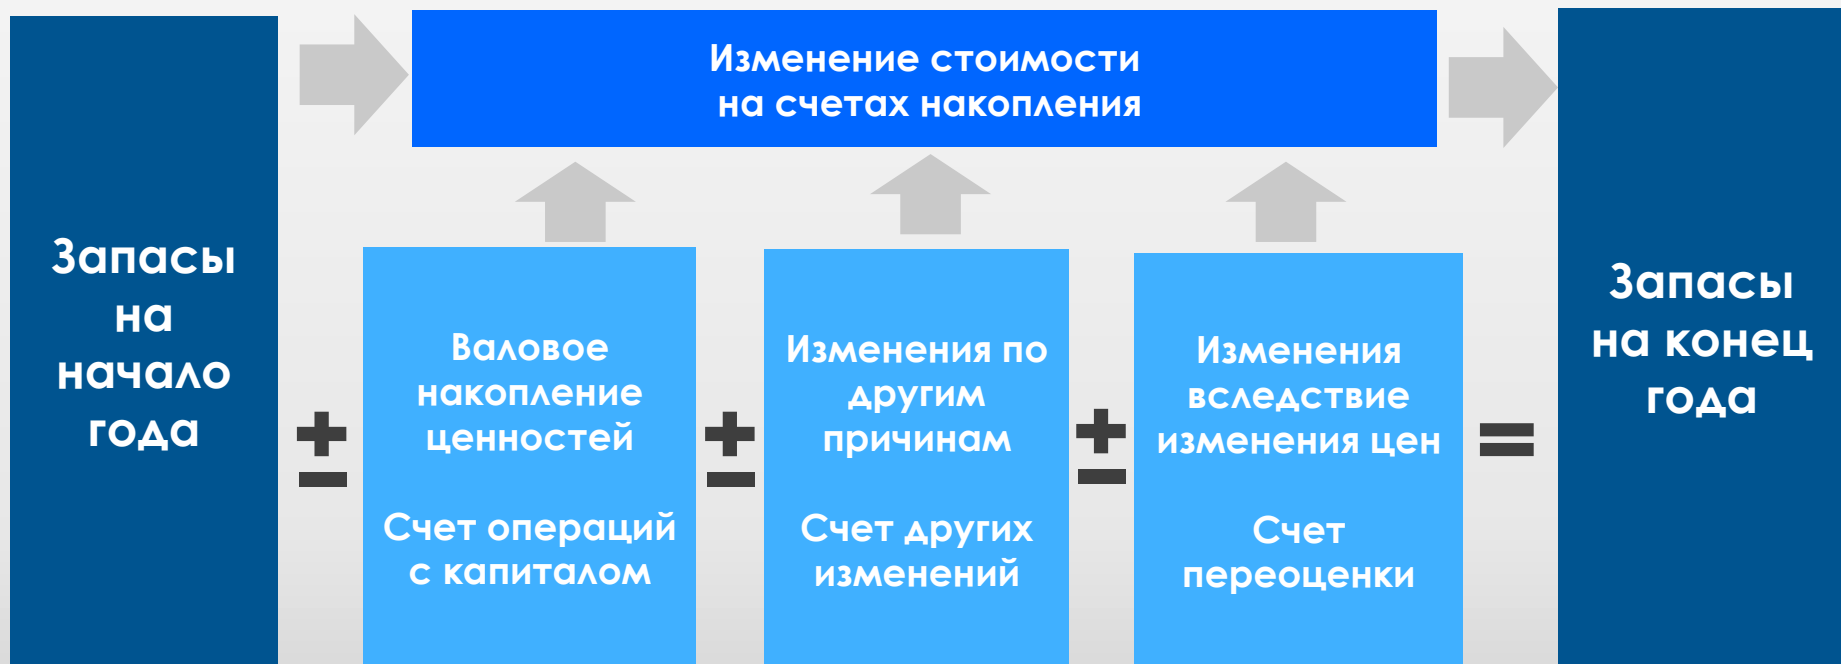 Запасы
на
начало
года
Изменение стоимости
на счетах накопления
±
Валовое
накопление
ценностей
Счет операций
с капиталом
±
Изменения по
другим
причинам
Счет других
изменений
±
Изменения
вследствие
изменения цен
Счет
переоценки
=
Запасы
на конец
года